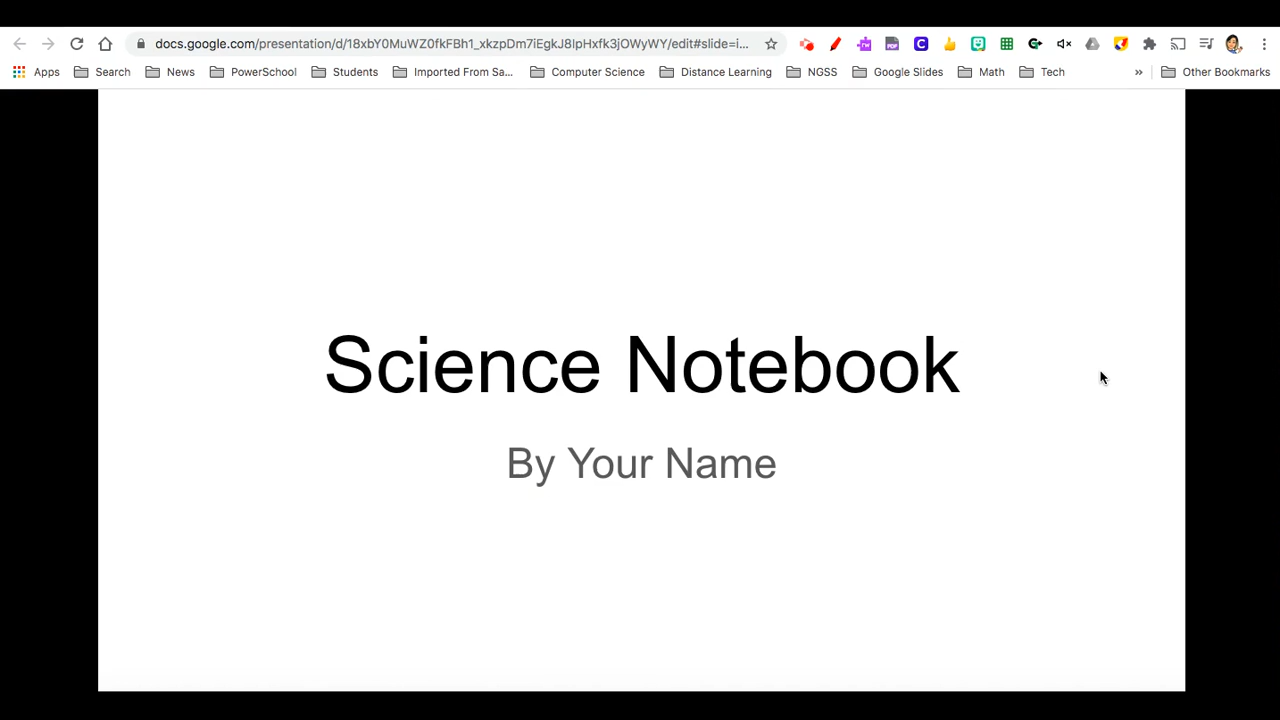 docs.google.com/presentation/d/18xbY0MuWZ0fkFBh1_xkzpDm7iEgkJ8IpHxfk3jOWyWY/edit#slide=i...
Apps Search News PowerSchool Students Imported From Sa... Computer Science Distance Learning NGSS Google Slides Math Tech » Other Bookmarks
Science Notebook
By Your Name